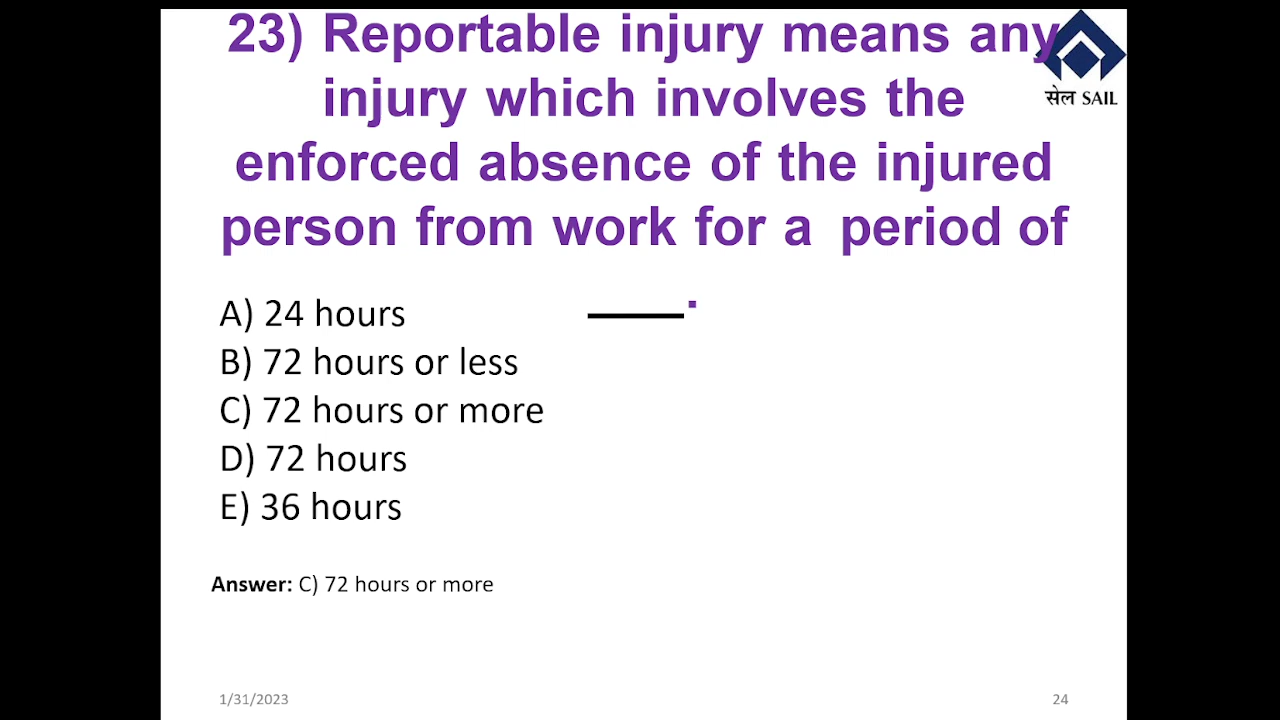 23) Reportable injury means any
injury which involves the
enforced absence of the injured
person from work for a period of
____.
सेल SAIL
A) 24 hours
B) 72 hours or less
C) 72 hours or more
D) 72 hours
E) 36 hours
Answer: C) 72 hours or more
1/31/2023
24